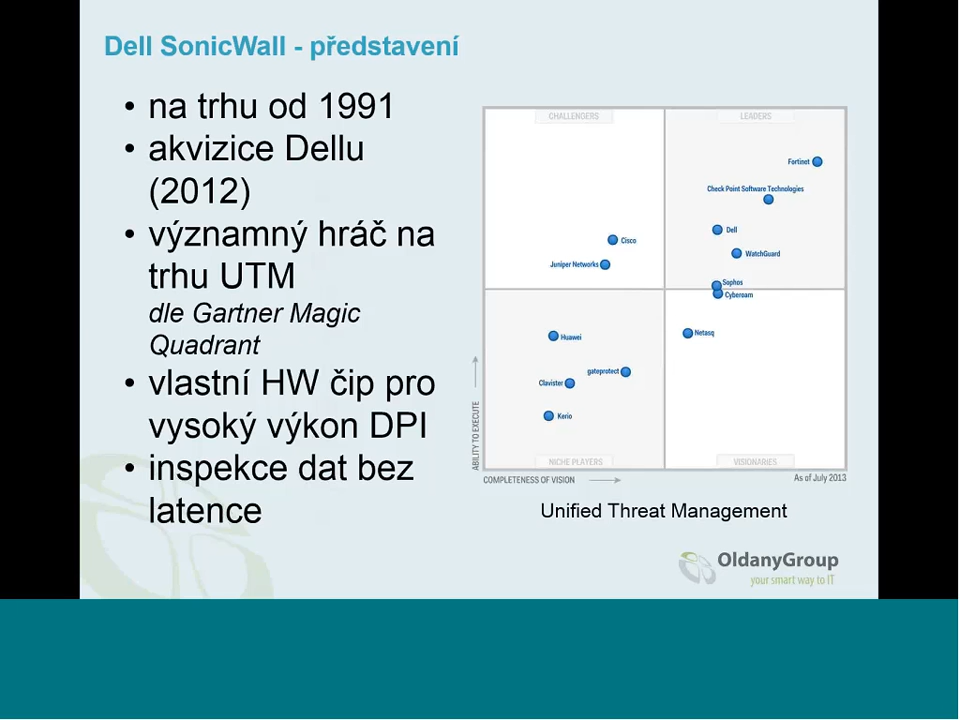 Dell SonicWall - představení
• na trhu od 1991
• akvizice Dellu
(2012)
• významný hráč na
trhu UTM
dle Gartner Magic
Quadrant
• vlastní HW čip pro
vysoký výkon DPI
• inspekce dat bez
latence
CHALLENGERS
LEADERS
Fortinet
Check Point Software Technologies
Dell
Cisco
WatchGuard
Juniper Networks
Sophos
Cyberoam
Netasq
Huawei
gateprotect
Clavister
Kerio
ABILITY TO EXECUTE
NICHE PLAYERS
VISIONARIES
COMPLETENESS OF VISION
As of July 2013
Unified Threat Management
OldanyGroup
your smart way to IT